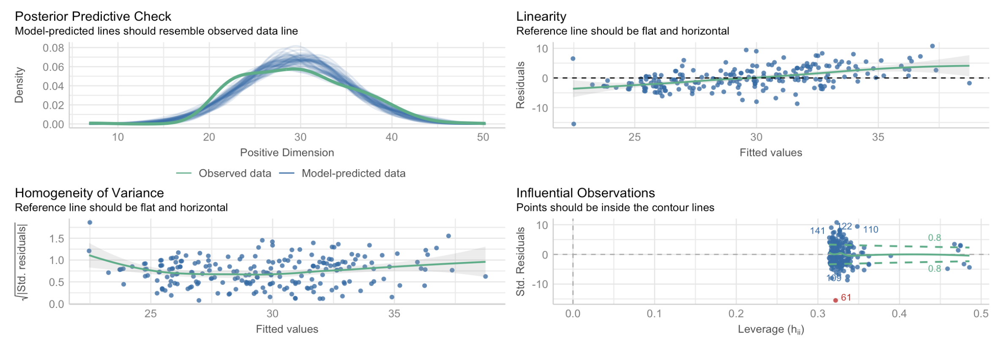 Posterior Predictive Check
Model-predicted lines should resemble observed data line
0.08
0.06
0.04
0.02
0.00
Density
10 20 30 40 50
Positive Dimension
Observed data Model-predicted data
Linearity
Reference line should be flat and horizontal
10
0
-10
Residuals
25 30 35
Fitted values
Homogeneity of Variance
Reference line should be flat and horizontal
1.5
1.0
0.5
0.0
√|Std. residuals|
25 30 35
Fitted values
Influential Observations
Points should be inside the contour lines
10
0
-10
Std. Residuals
141 122 110
0.8
0.8
109
61
0.0 0.1 0.2 0.3 0.4 0.5
Leverage (hᵢᵢ)